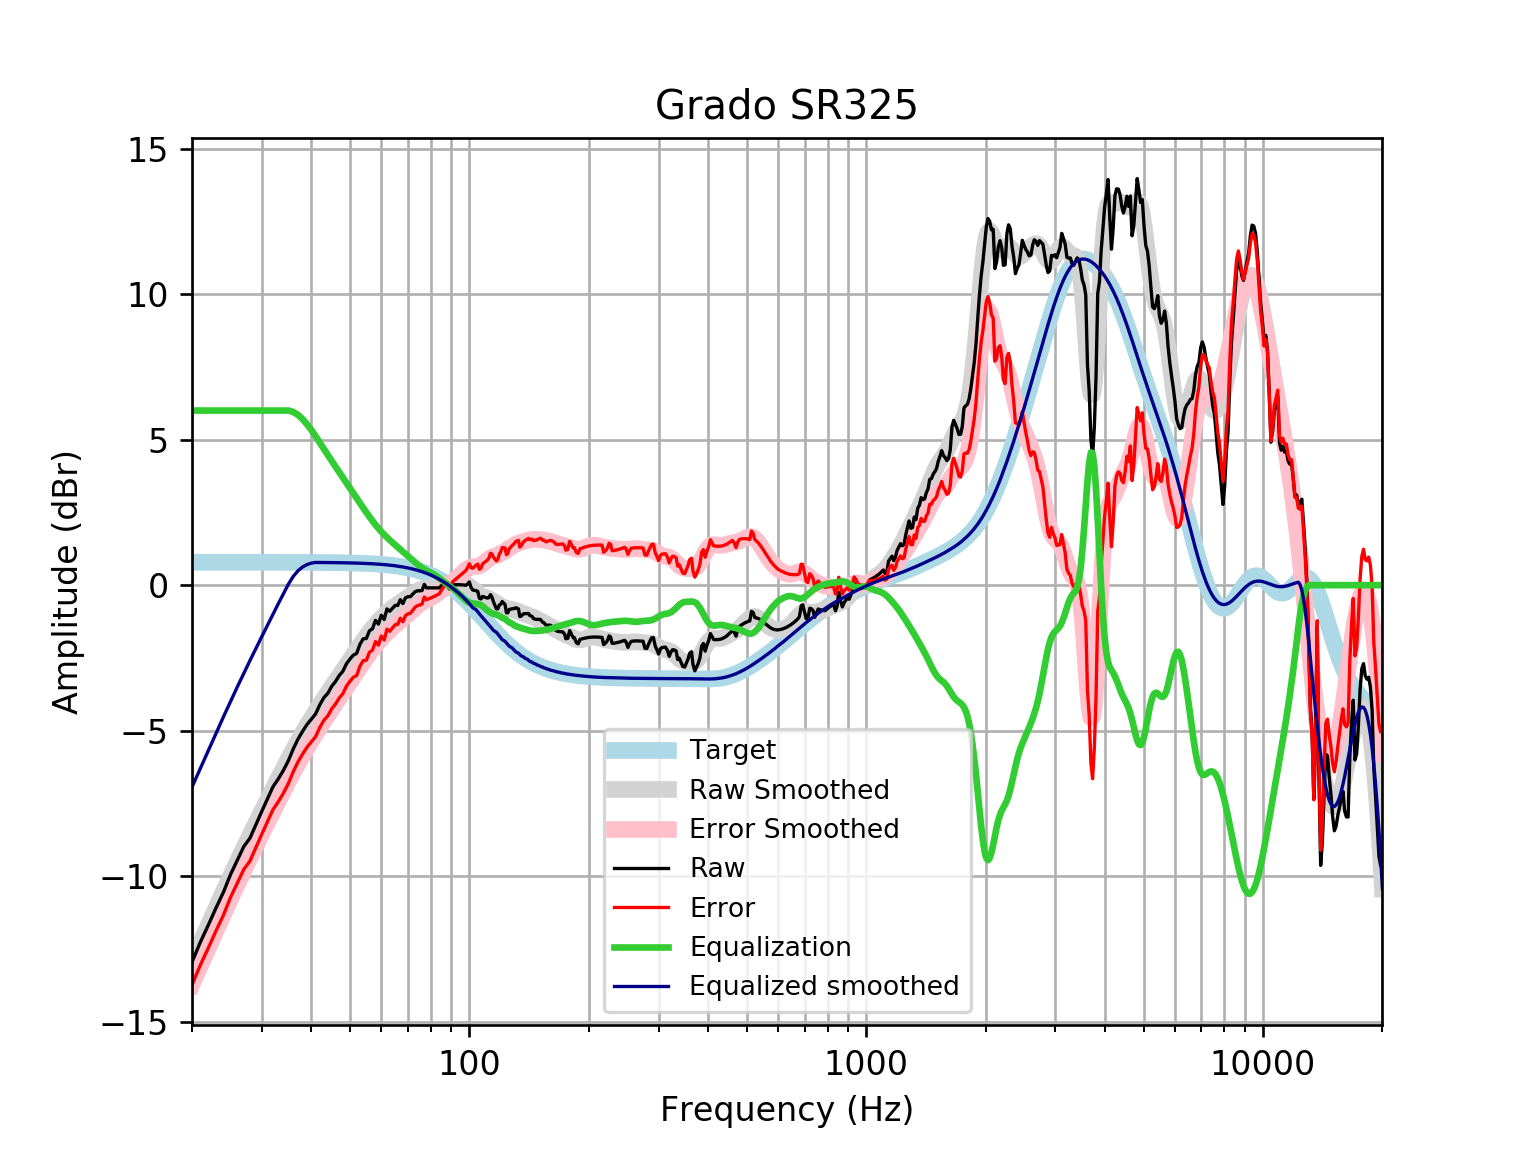 Grado SR325
15
10
5
0
−5
−10
−15
Amplitude (dBr)
Target
Raw Smoothed
Error Smoothed
Raw
Error
Equalization
Equalized smoothed
100
1000
10000
Frequency (Hz)